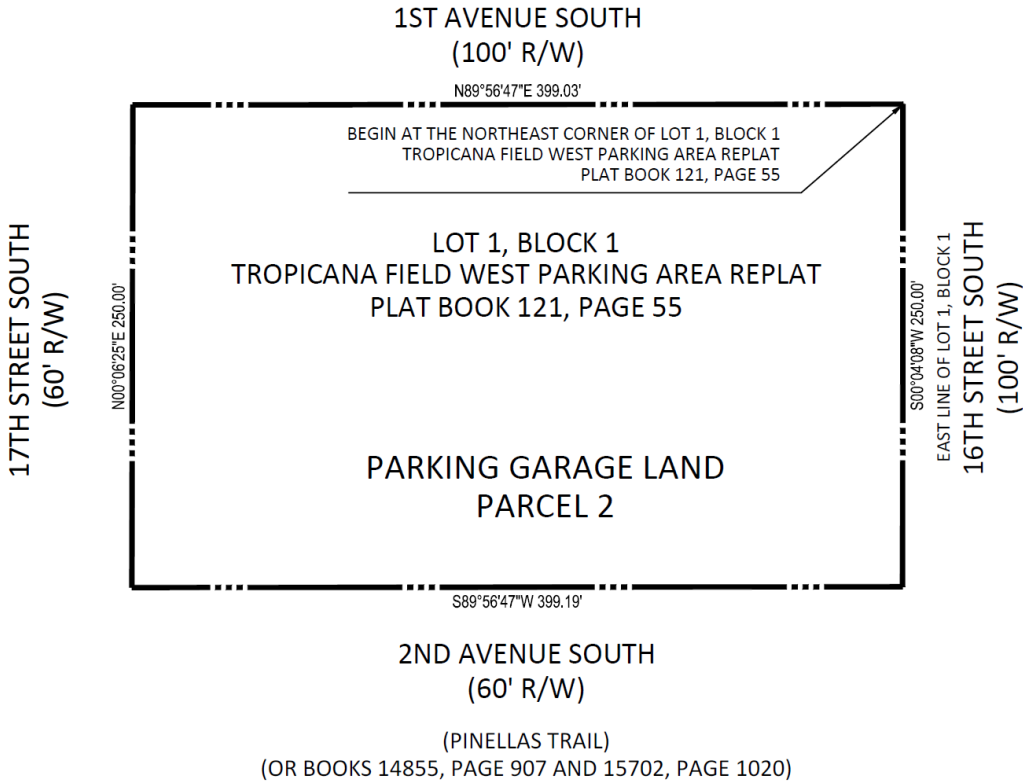 1ST AVENUE SOUTH
(100' R/W)
N89°56'47"E 399.03'
BEGIN AT THE NORTHEAST CORNER OF LOT 1, BLOCK 1
TROPICANA FIELD WEST PARKING AREA REPLAT
PLAT BOOK 121, PAGE 55
LOT 1, BLOCK 1
TROPICANA FIELD WEST PARKING AREA REPLAT
PLAT BOOK 121, PAGE 55
17TH STREET SOUTH
(60' R/W)
N00°06'25"E 250.00'
S00°04'08"W 250.00'
EAST LINE OF LOT 1, BLOCK 1
16TH STREET SOUTH
(100' R/W)
PARKING GARAGE LAND
PARCEL 2
S89°56'47"W 399.19'
2ND AVENUE SOUTH
(60' R/W)
(PINELLAS TRAIL)
(OR BOOKS 14855, PAGE 907 AND 15702, PAGE 1020)